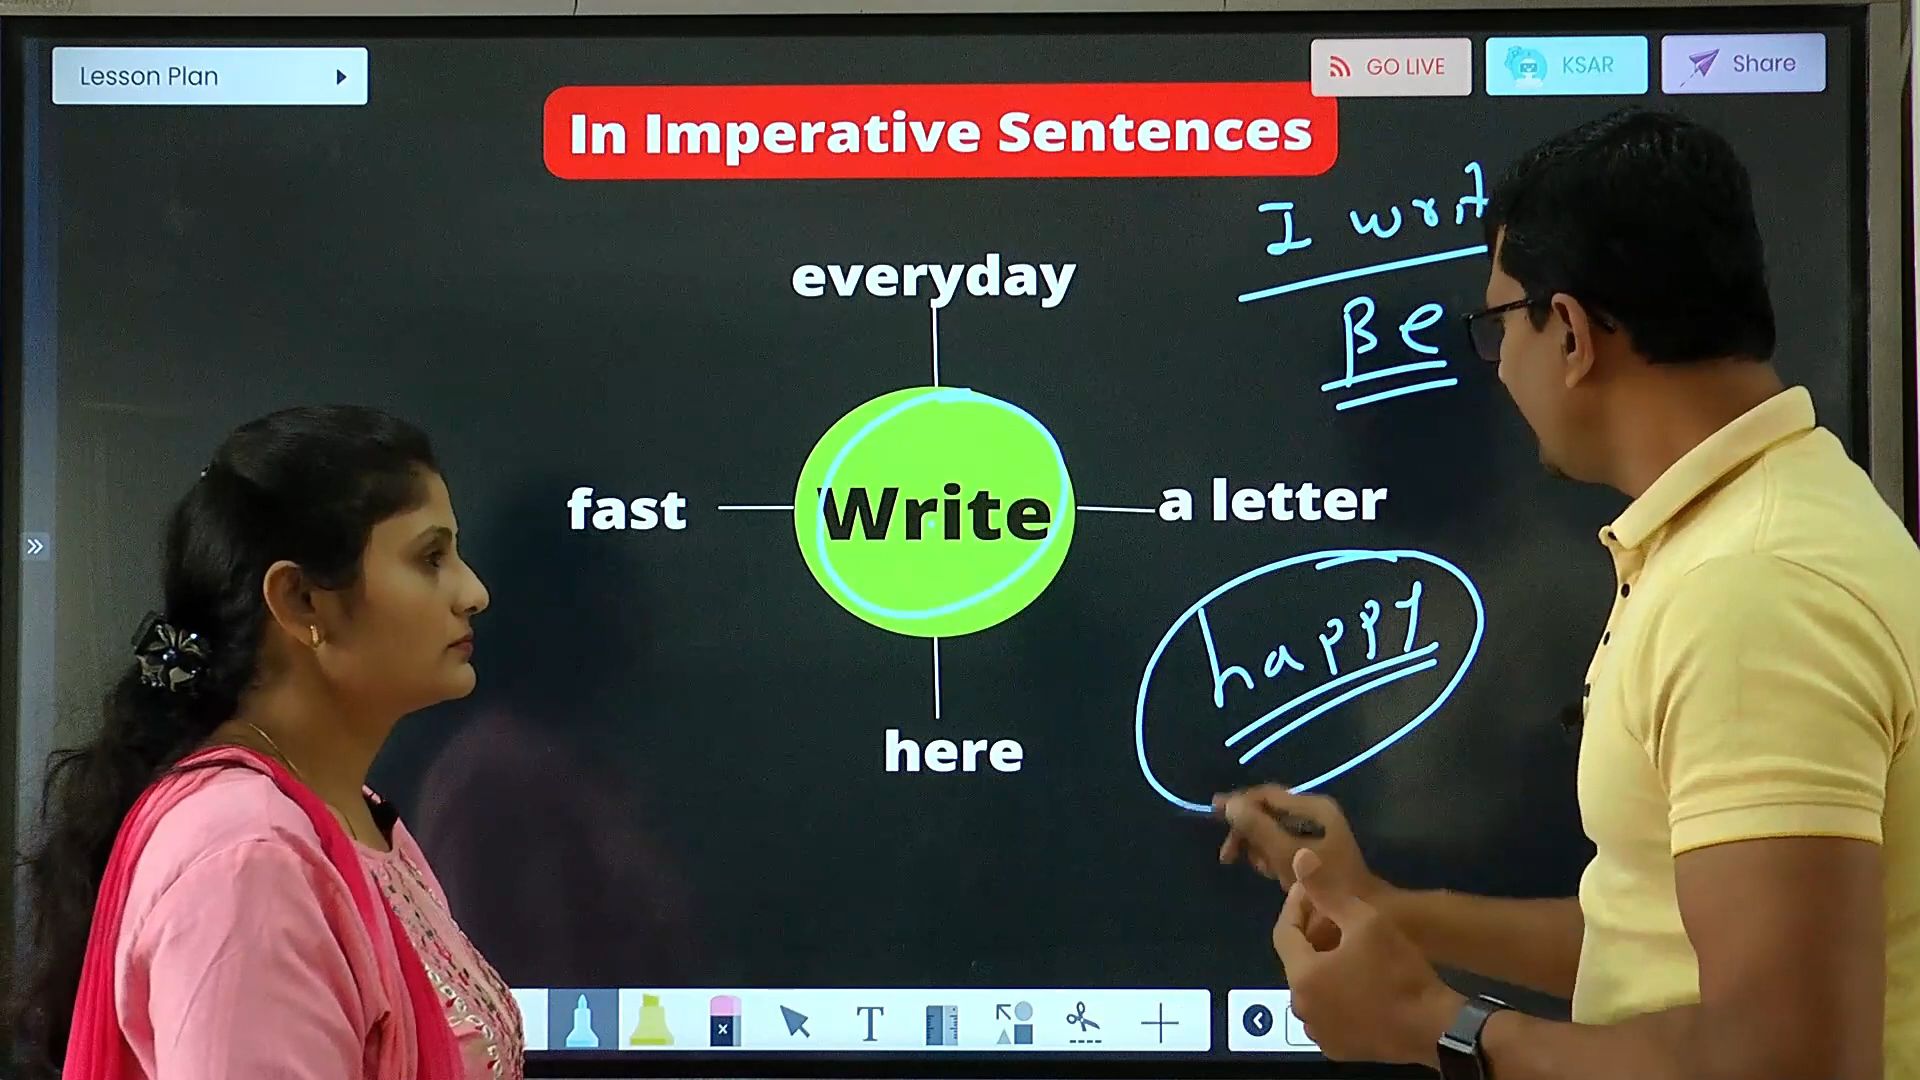 Lesson Plan
GO LIVE
KSAR
Share
In Imperative Sentences
I
everyday
Be
fast
Write
a letter
happy
here
T